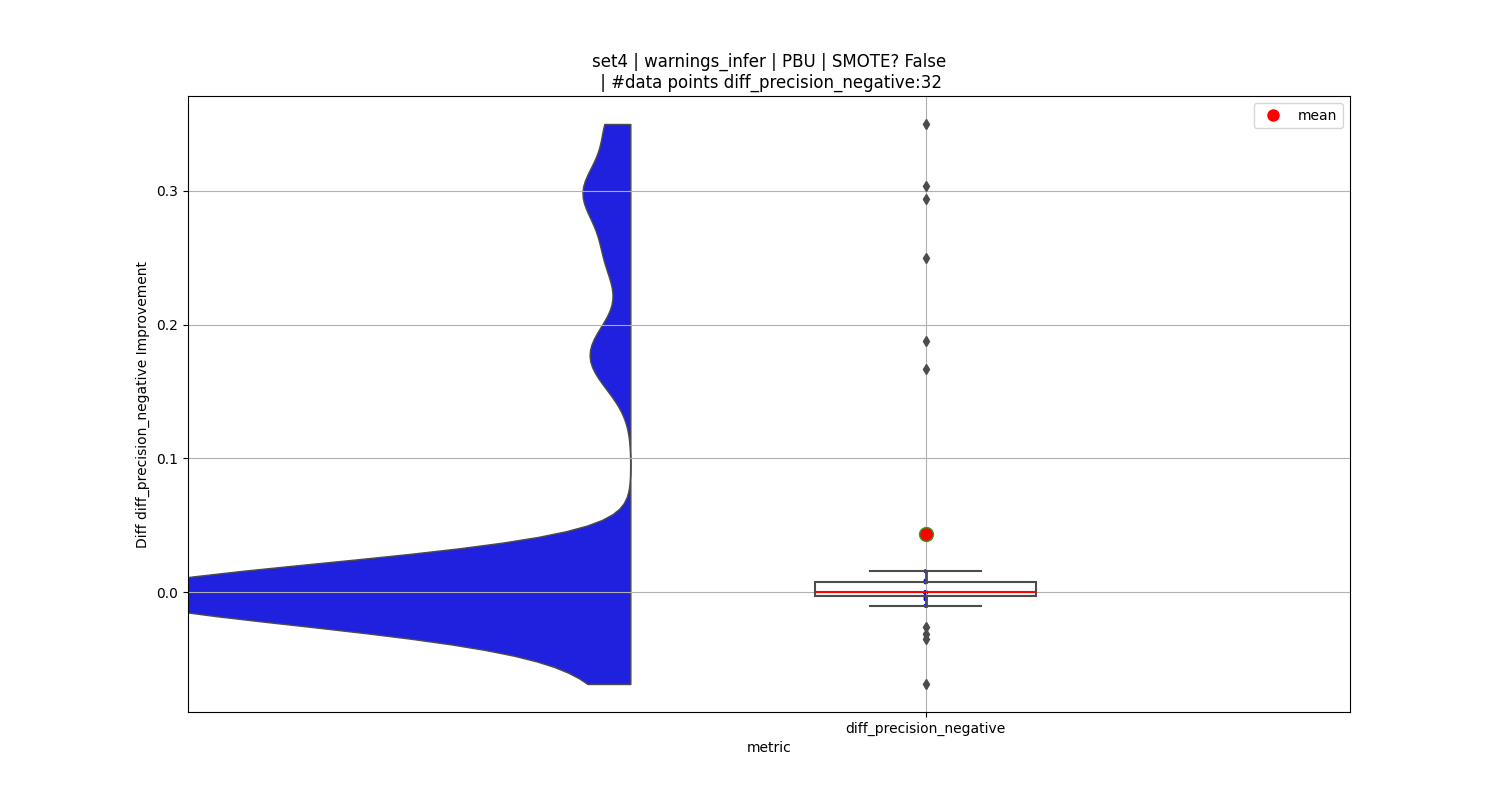 set4 | warnings_infer | PBU | SMOTE? False
| #data points diff_precision_negative:32
mean
0.3
0.2
0.1
0.0
Diff diff_precision_negative Improvement
diff_precision_negative
metric